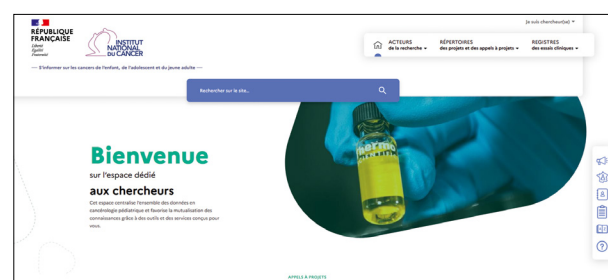 Je suis chercheur(se)
RÉPUBLIQUE
FRANÇAISE
Liberté
Égalité
Fraternité
INSTITUT
NATIONAL
DU CANCER
ACTEURS
de la recherche
RÉPERTOIRES
des projets et des appels à projets
REGISTRES
des essais cliniques
— S'informer sur les cancers de l'enfant, de l'adolescent et du jeune adulte —
Rechercher sur le site...
Bienvenue
sur l'espace dédié
aux chercheurs
Cet espace centralise l'ensemble des données en
cancérologie pédiatrique et favorise la mutualisation des
connaissances grâce à des outils et des services conçus pour
vous.
APPELS À PROJETS